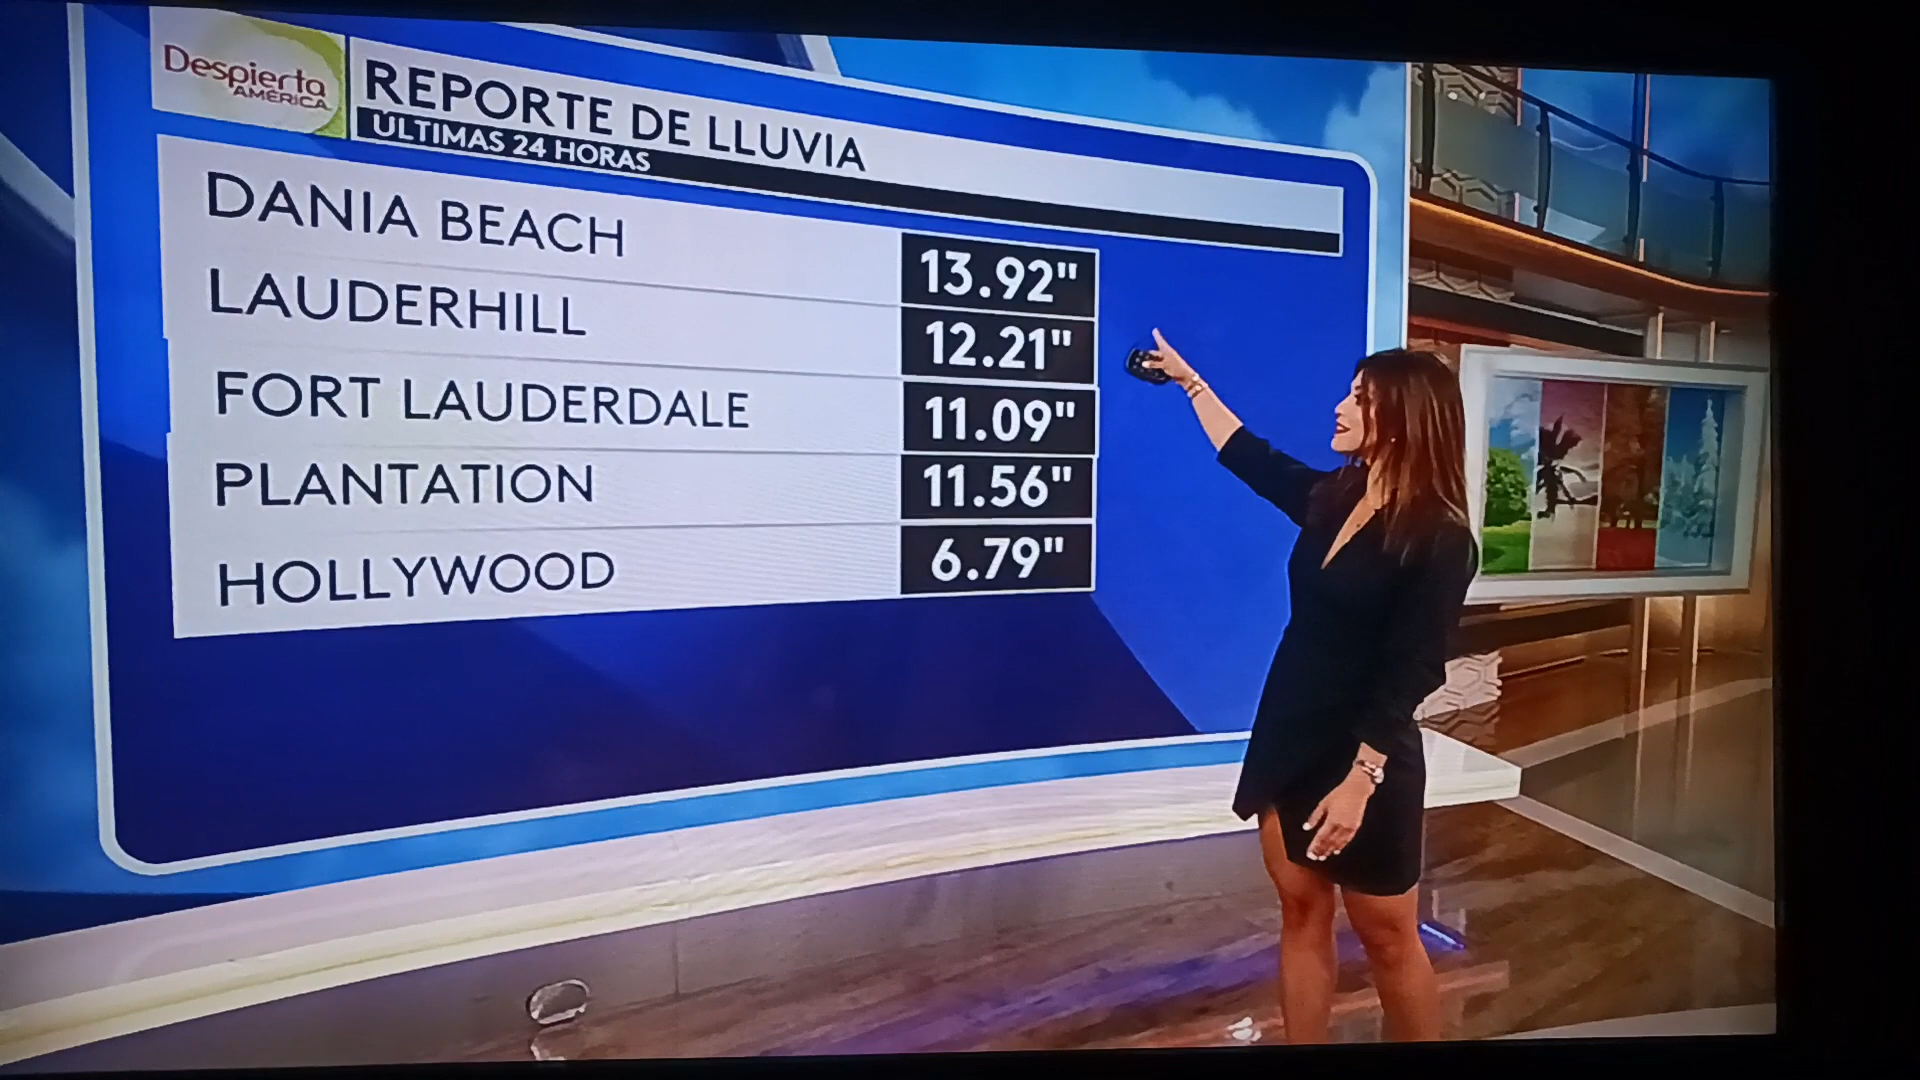 Despierta
AMÉRICA
REPORTE DE LLUVIA
ÚLTIMAS 24 HORAS
DANIA BEACH 13.92"
LAUDERHILL 12.21"
FORT LAUDERDALE 11.09"
PLANTATION 11.56"
HOLLYWOOD 6.79"